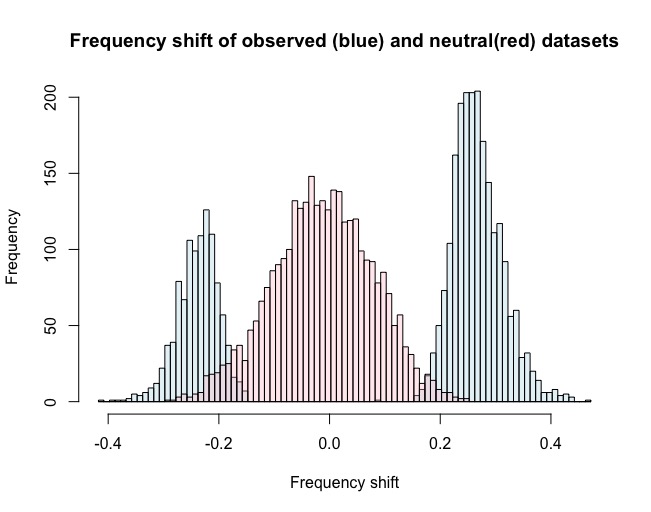 Frequency shift of observed (blue) and neutral(red) datasets
Frequency
200
150
100
50
0
-0.4 -0.2 0.0 0.2 0.4
Frequency shift